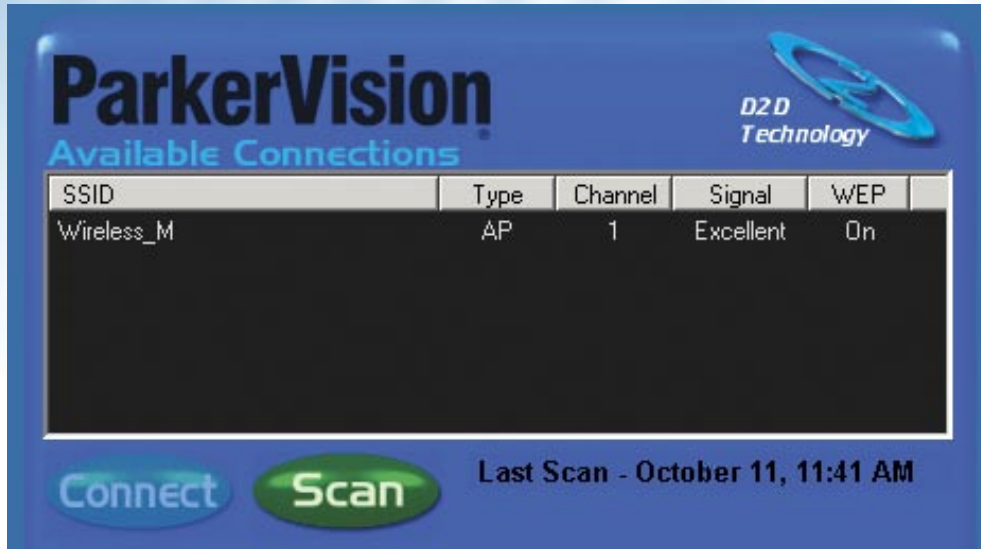 ParkerVision
D2D
Technology
Available Connections
SSID Type Channel Signal WEP
Wireless_M AP 1 Excellent On
Connect Scan Last Scan - October 11, 11:41 AM